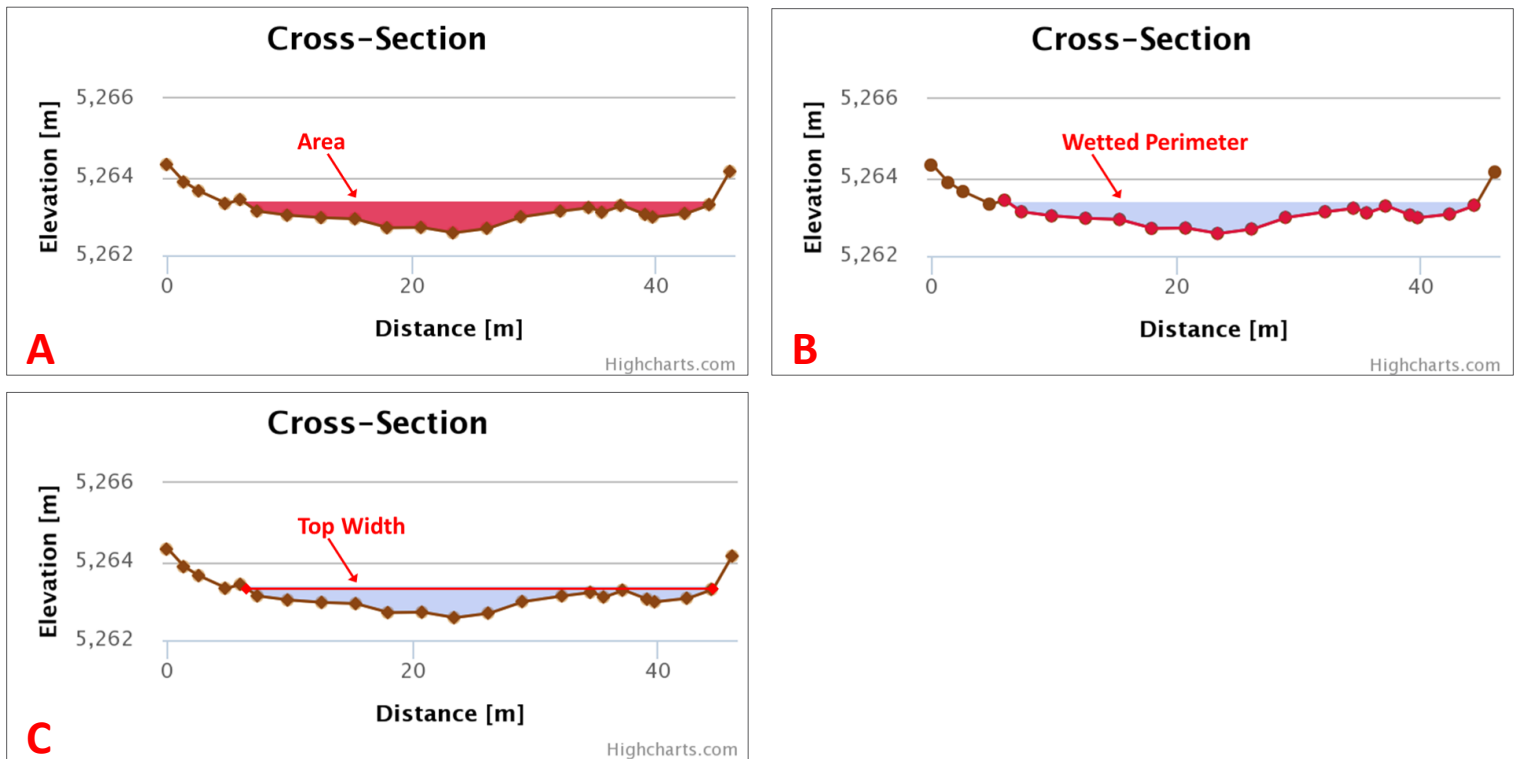 Cross-Section
Elevation [m]
5,266
5,264
5,262
Area
0
20
40
Distance [m]
A
Highcharts.com
Cross-Section
Elevation [m]
5,266
5,264
5,262
Wetted Perimeter
0
20
40
Distance [m]
B
Highcharts.com
Cross-Section
Elevation [m]
5,266
5,264
5,262
Top Width
0
20
40
Distance [m]
C
Highcharts.com